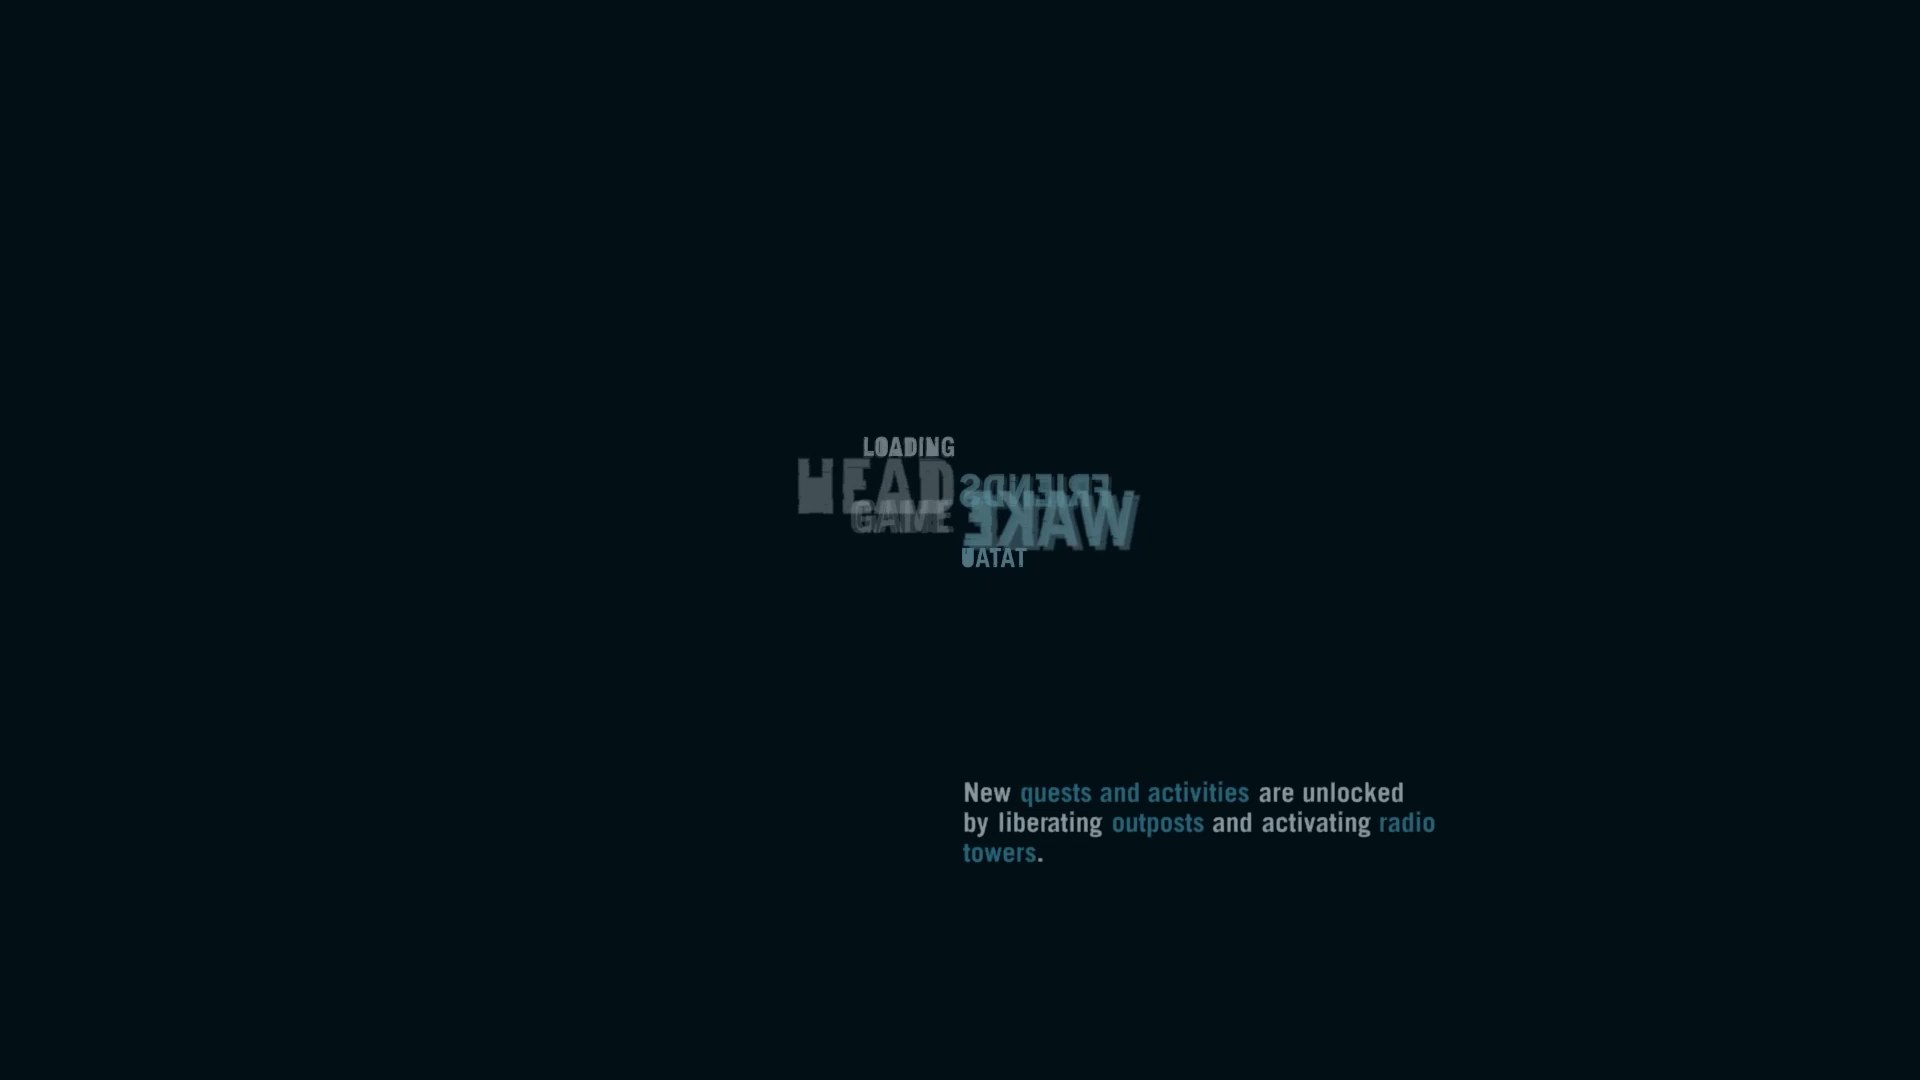 LOADING
HEAD
FRIENDS
GAME
WAKE
UATAT
New quests and activities are unlocked
by liberating outposts and activating radio
towers.